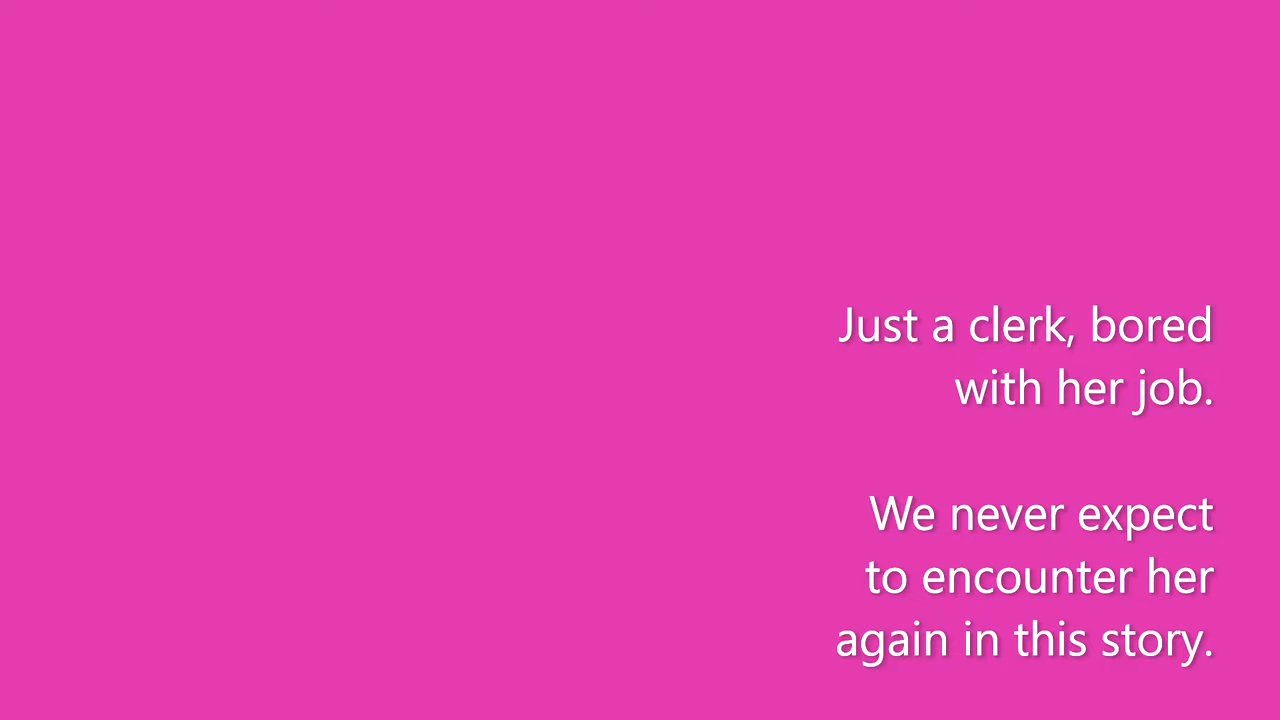 Just a clerk, bored
with her job.
We never expect
to encounter her
again in this story.